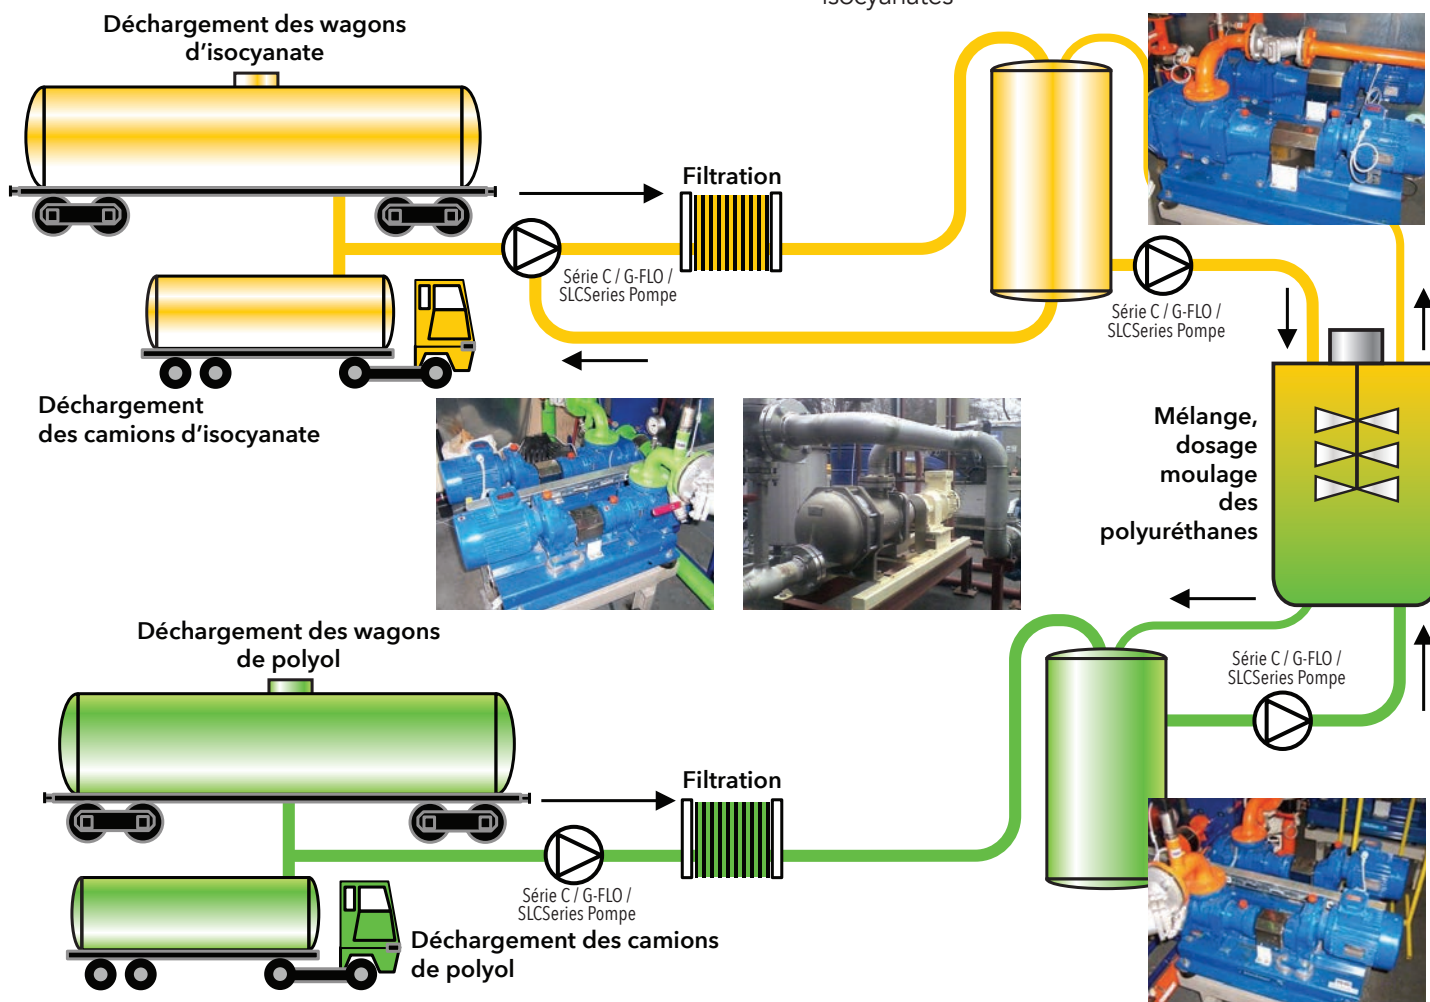 isocyanates
Déchargement des wagons
d'isocyanate
Filtration
Série C / G-FLO /
SLCSeries Pompe
Série C / G-FLO /
SLCSeries Pompe
Déchargement
des camions d'isocyanate
Mélange,
dosage
moulage
des
polyuréthanes
Déchargement des wagons
de polyol
Série C / G-FLO /
SLCSeries Pompe
Filtration
Série C / G-FLO /
SLCSeries Pompe
Déchargement des camions
de polyol